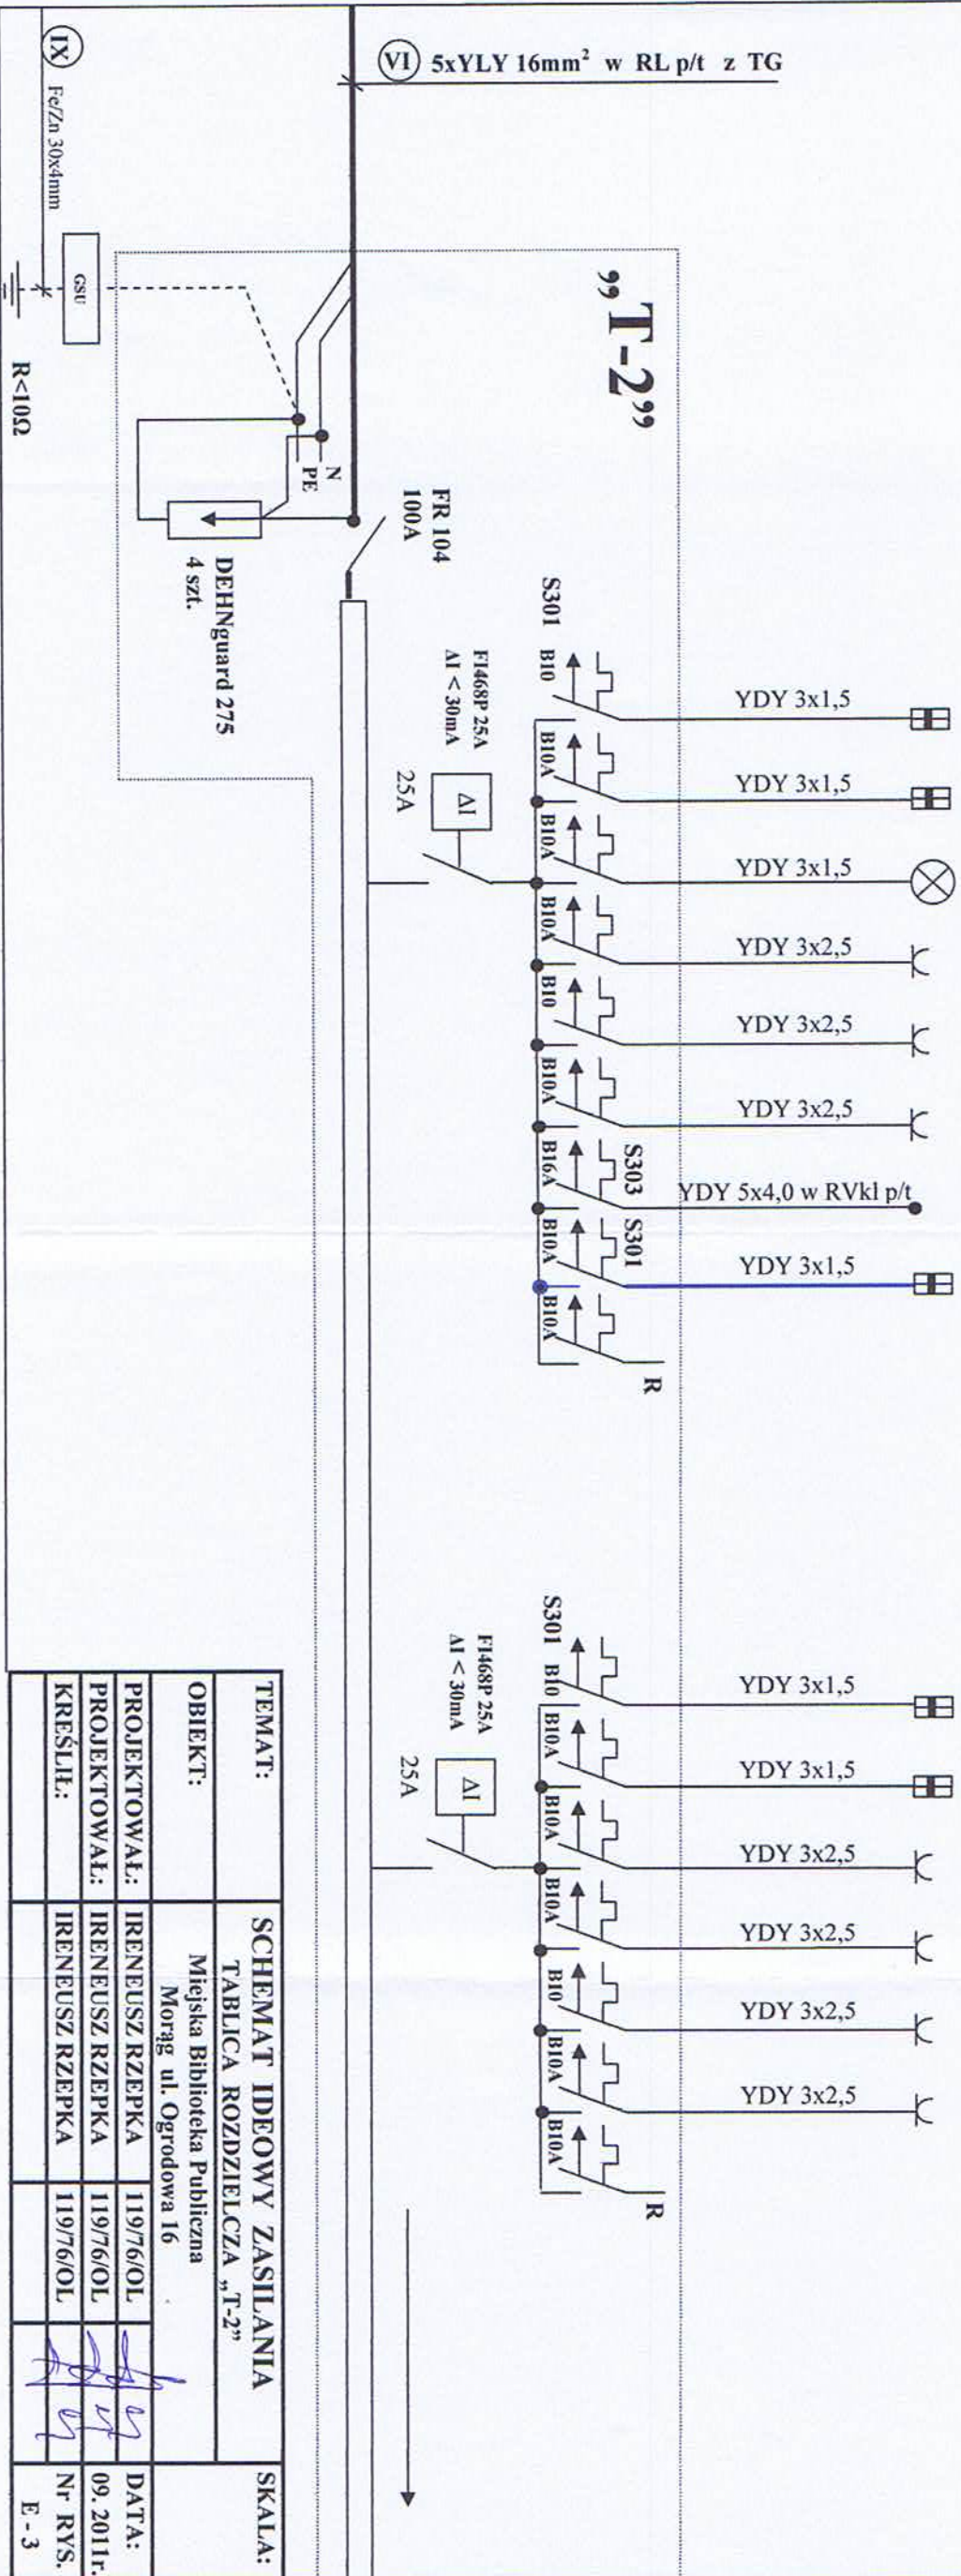 VI 5xYLY 16mm² w RL p/t z TG
IX
Fe/Zn 30x4mm
GSU
R<10Ω
„T-2”
N
PE
FR 104
100A
DEHNguard 275
4 szt.
FI468P 25A
ΔI < 30mA
ΔI
25A
S301
B10
B10A
B10A
B10A
B10
B10A
B16A
B10A
B10A
S303
S301
R
YDY 3x1,5
YDY 3x1,5
YDY 3x1,5
YDY 3x2,5
YDY 3x2,5
YDY 3x2,5
YDY 5x4,0 w RVkl p/t
YDY 3x1,5
FI468P 25A
ΔI < 30mA
ΔI
25A
S301
B10
B10A
B10A
B10A
B10
B10A
B10A
R
YDY 3x1,5
YDY 3x1,5
YDY 3x2,5
YDY 3x2,5
YDY 3x2,5
YDY 3x2,5
TEMAT: SCHEMAT IDEOWY ZASILANIA SKALA:
TABLICA ROZDZIELCZA „T-2”
OBIEKT: Miejska Biblioteka Publiczna
Morąg ul. Ogrodowa 16
PROJEKTOWAŁ: IRENEUSZ RZEPKA 119/76/OL DATA:
PROJEKTOWAŁ: IRENEUSZ RZEPKA 119/76/OL 09. 2011r.
KREŚLIŁ: IRENEUSZ RZEPKA 119/76/OL Nr RYS.
E - 3